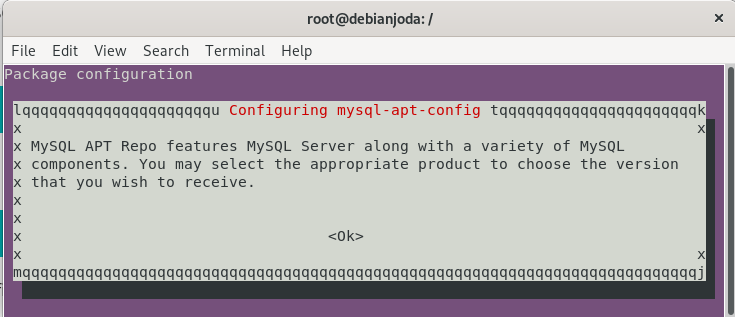 root@debianjoda: /
×
File Edit View Search Terminal Help
Package configuration
lqqqqqqqqqqqqqqqqqqqqqu Configuring mysql-apt-config tqqqqqqqqqqqqqqqqqqqqqqk
x x
x MySQL APT Repo features MySQL Server along with a variety of MySQL
x components. You may select the appropriate product to choose the version
x that you wish to receive.
x
x
x <Ok>
x x
mqqqqqqqqqqqqqqqqqqqqqqqqqqqqqqqqqqqqqqqqqqqqqqqqqqqqqqqqqqqqqqqqqqqqqqqqqqqj